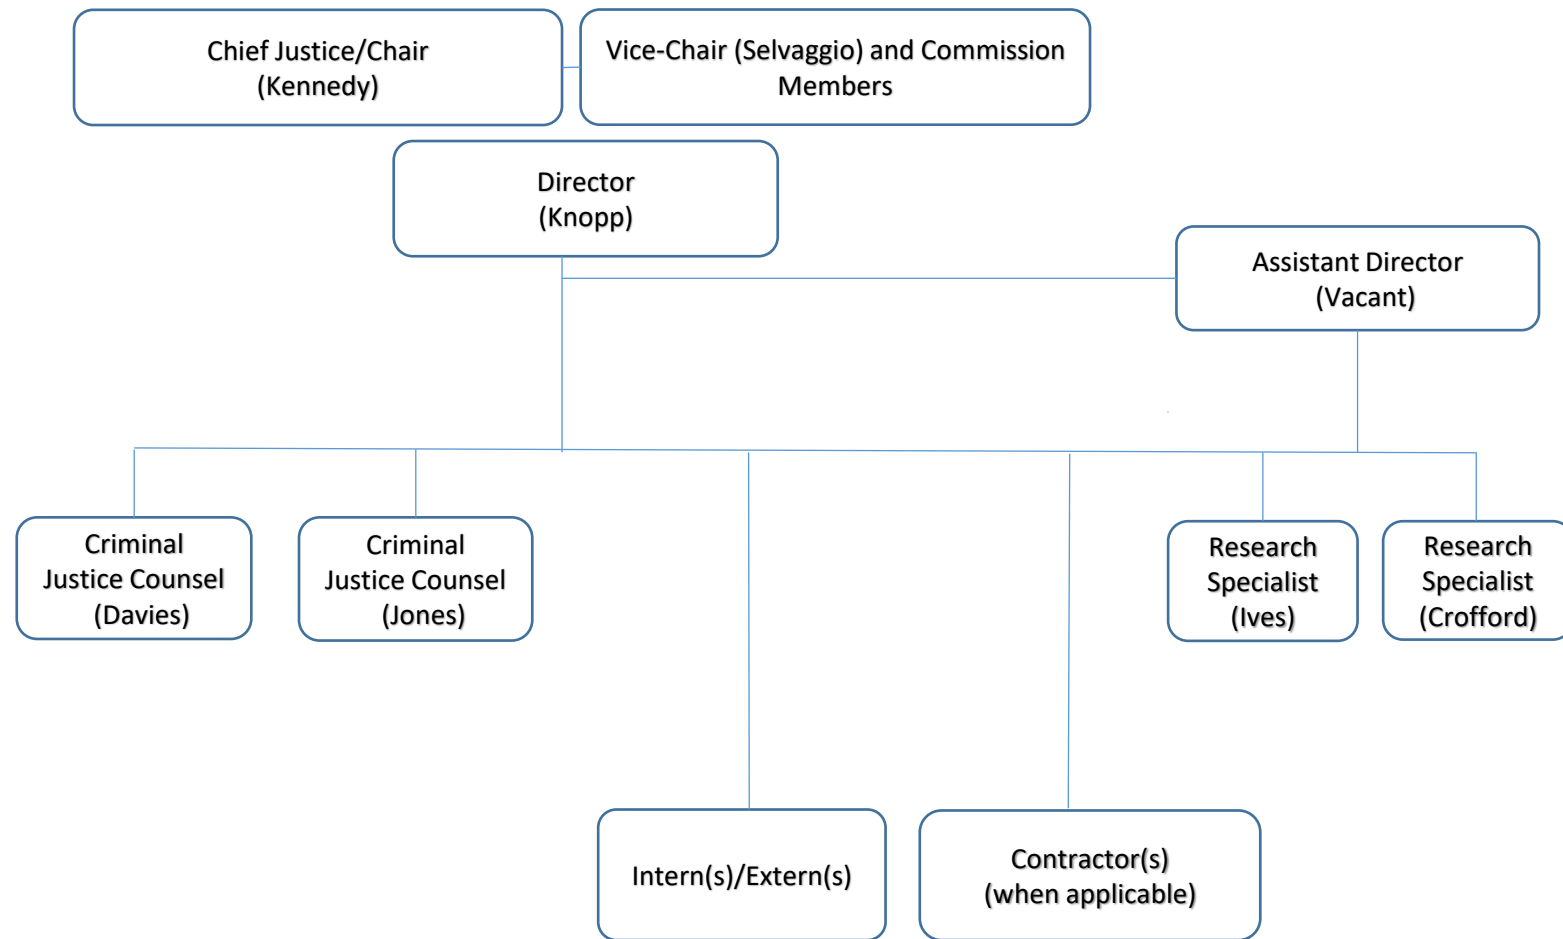 Chief Justice/Chair
(Kennedy)
Vice-Chair (Selvaggio) and Commission
Members
Director
(Knopp)
Assistant Director
(Vacant)
Criminal
Justice Counsel
(Davies)
Criminal
Justice Counsel
(Jones)
Research
Specialist
(Ives)
Research
Specialist
(Crofford)
Intern(s)/Extern(s)
Contractor(s)
(when applicable)